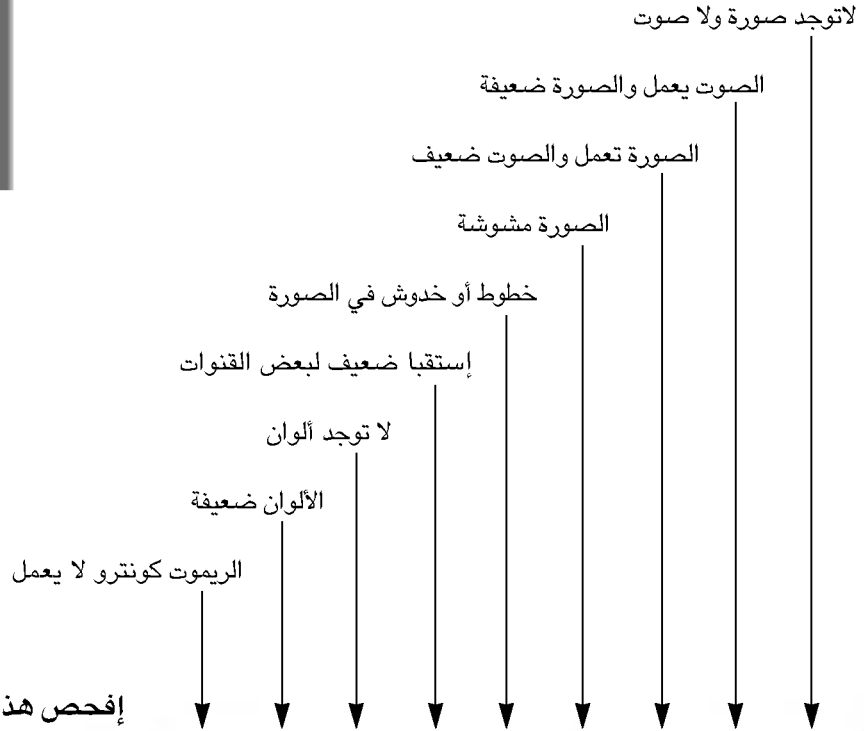 لاتوجد صورة ولا صوت
الصوت يعمل والصورة ضعيفة
الصورة تعمل والصوت ضعيف
الصورة مشوشة
خطوط أو خدوش في الصورة
إستقبا ضعيف لبعض القنوات
لا توجد ألوان
الألوان ضعيفة
الريموت كونترو لا يعمل
إفحص هذ